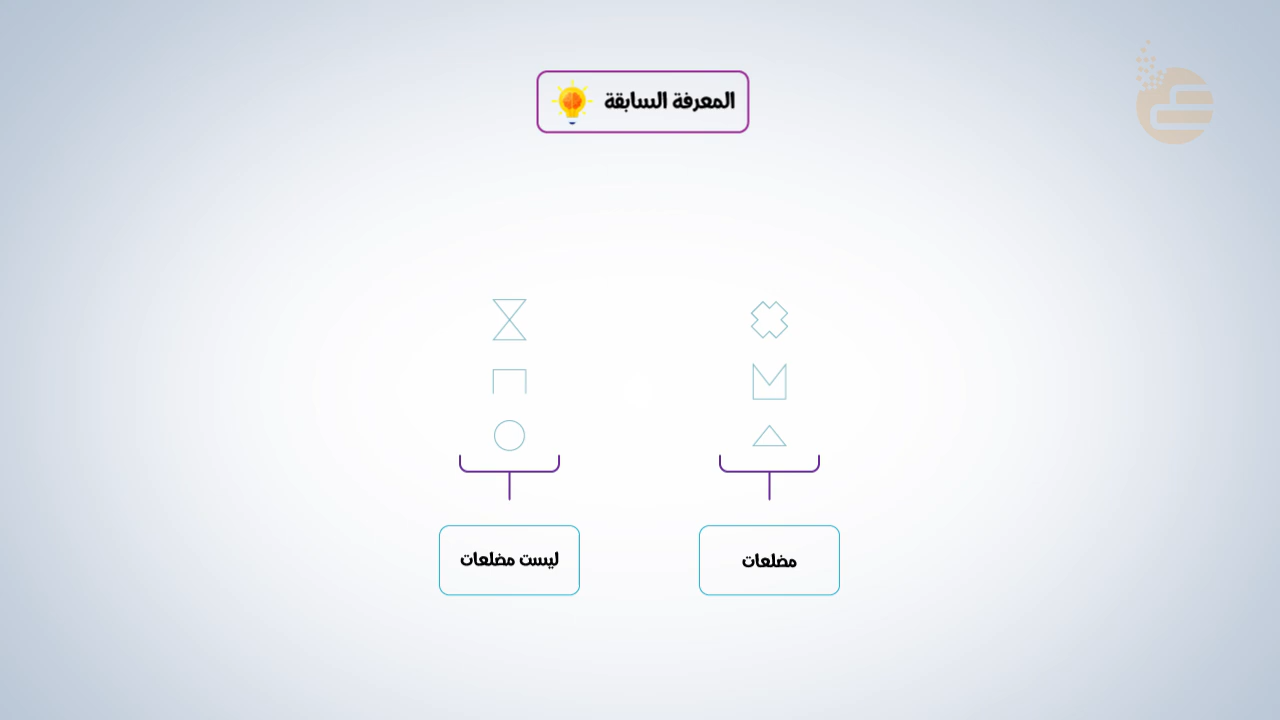 المعرفة السابقة
مضلعات
ليست مضلعات